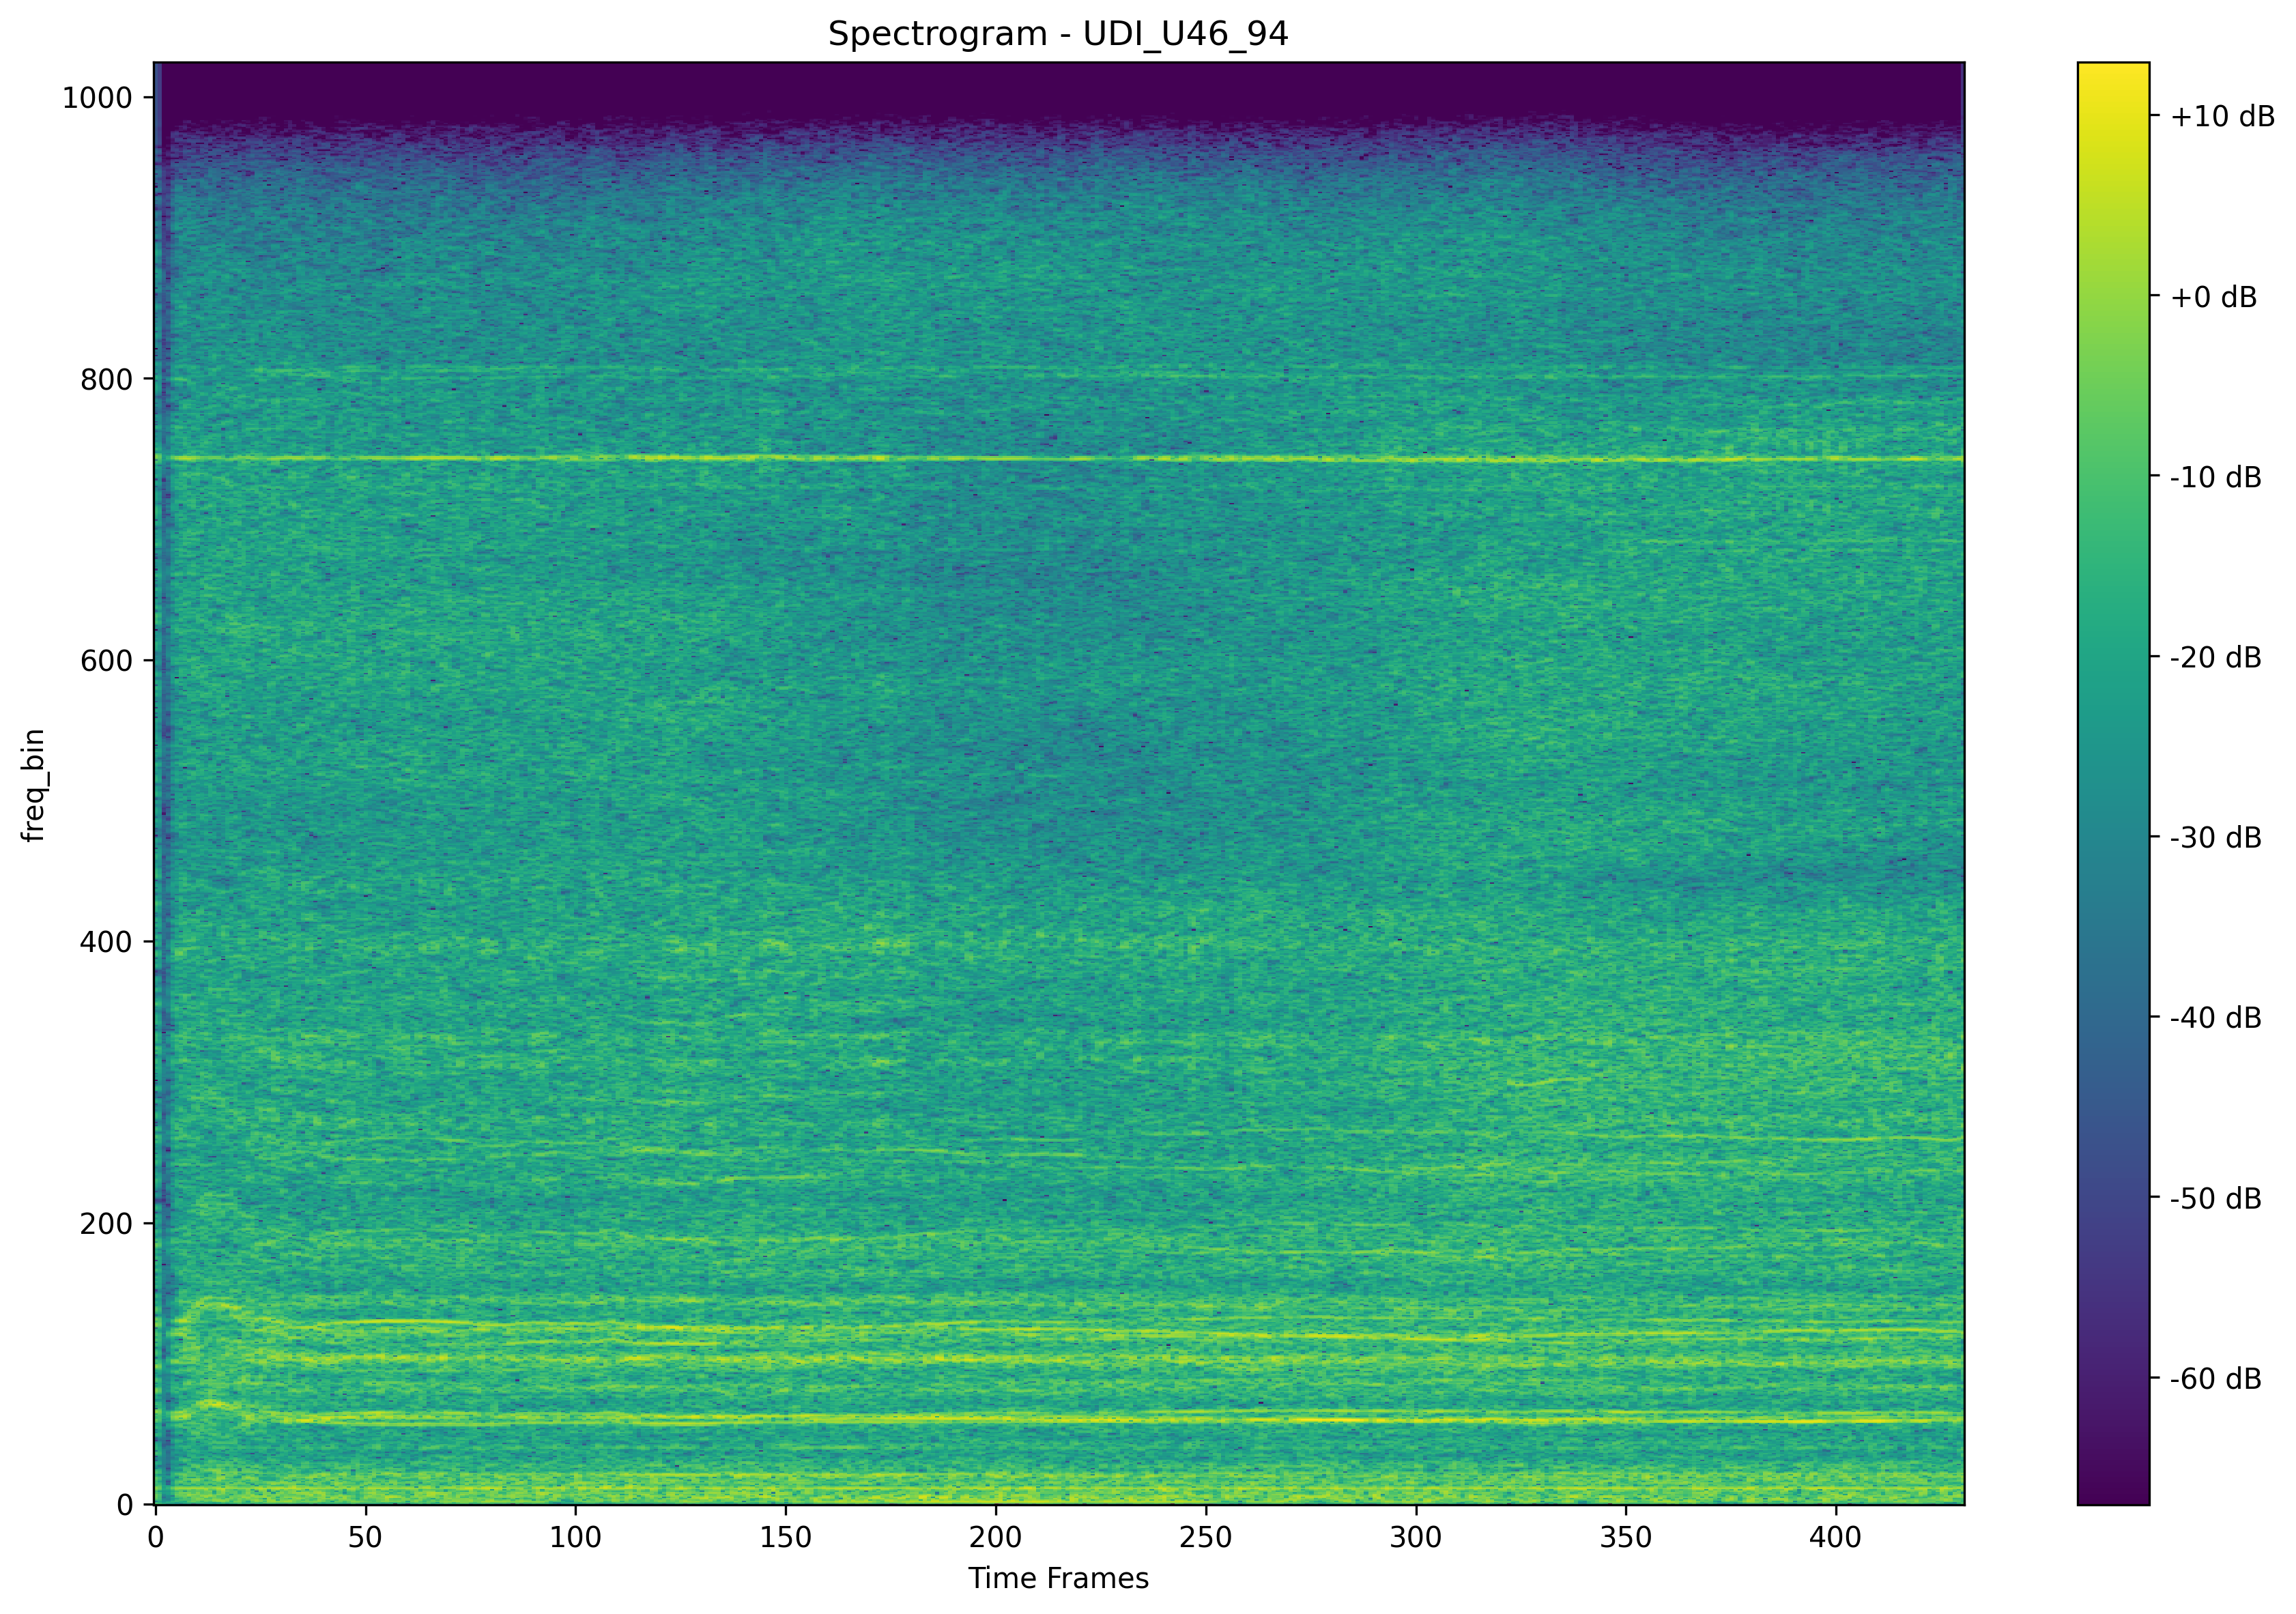 Spectrogram - UDI_U46_94
1000
800
600
400
200
0
freq_bin
0 50 100 150 200 250 300 350 400
Time Frames
+10 dB
+0 dB
-10 dB
-20 dB
-30 dB
-40 dB
-50 dB
-60 dB